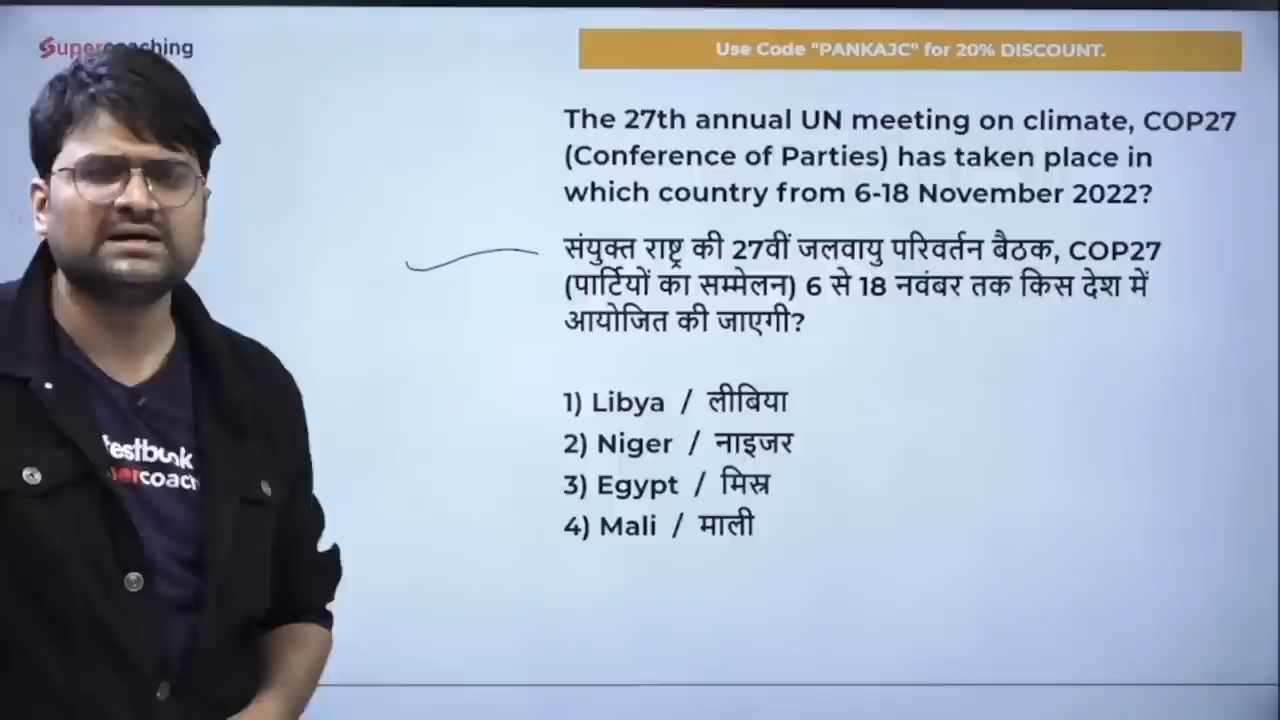 Supercoaching
Use Code "PANKAJC" for 20% DISCOUNT.
The 27th annual UN meeting on climate, COP27
(Conference of Parties) has taken place in
which country from 6-18 November 2022?
संयुक्त राष्ट्र की 27वीं जलवायु परिवर्तन बैठक, COP27
(पार्टियों का सम्मेलन) 6 से 18 नवंबर तक किस देश में
आयोजित की जाएगी?
1) Libya / लीबिया
2) Niger / नाइजर
3) Egypt / मिस्र
4) Mali / माली
testbook